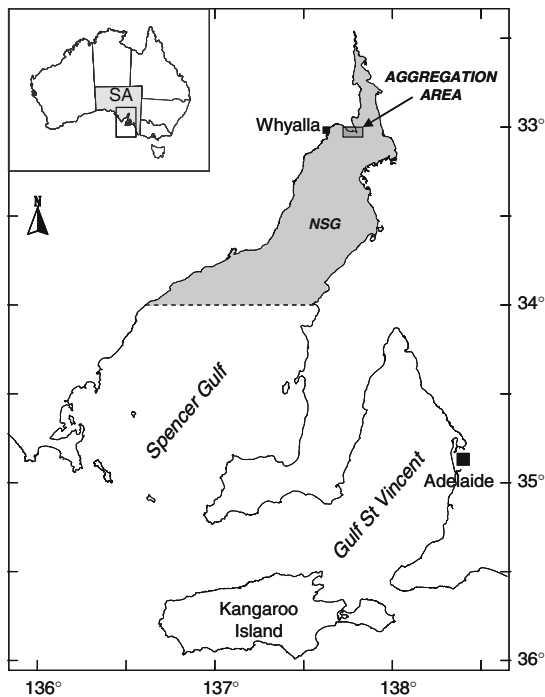 SA
AGGREGATION
AREA
Whyalla
33°
N
NSG
34°
Spencer Gulf
Adelaide
35°
Gulf St Vincent
Kangaroo
Island
36°
136°
137°
138°